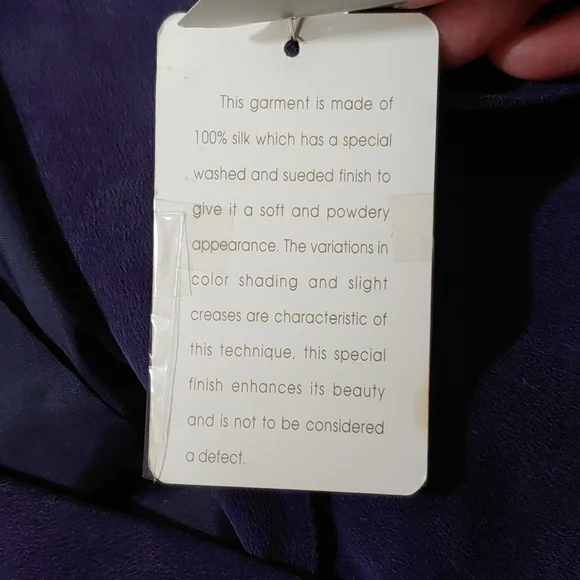 This garment is made of
100% silk which has a special
washed and sueded finish to
give it a soft and powdery
appearance. The variations in
color shading and slight
creases are characteristic of
this technique, this special
finish enhances its beauty
and is not to be considered
a defect.